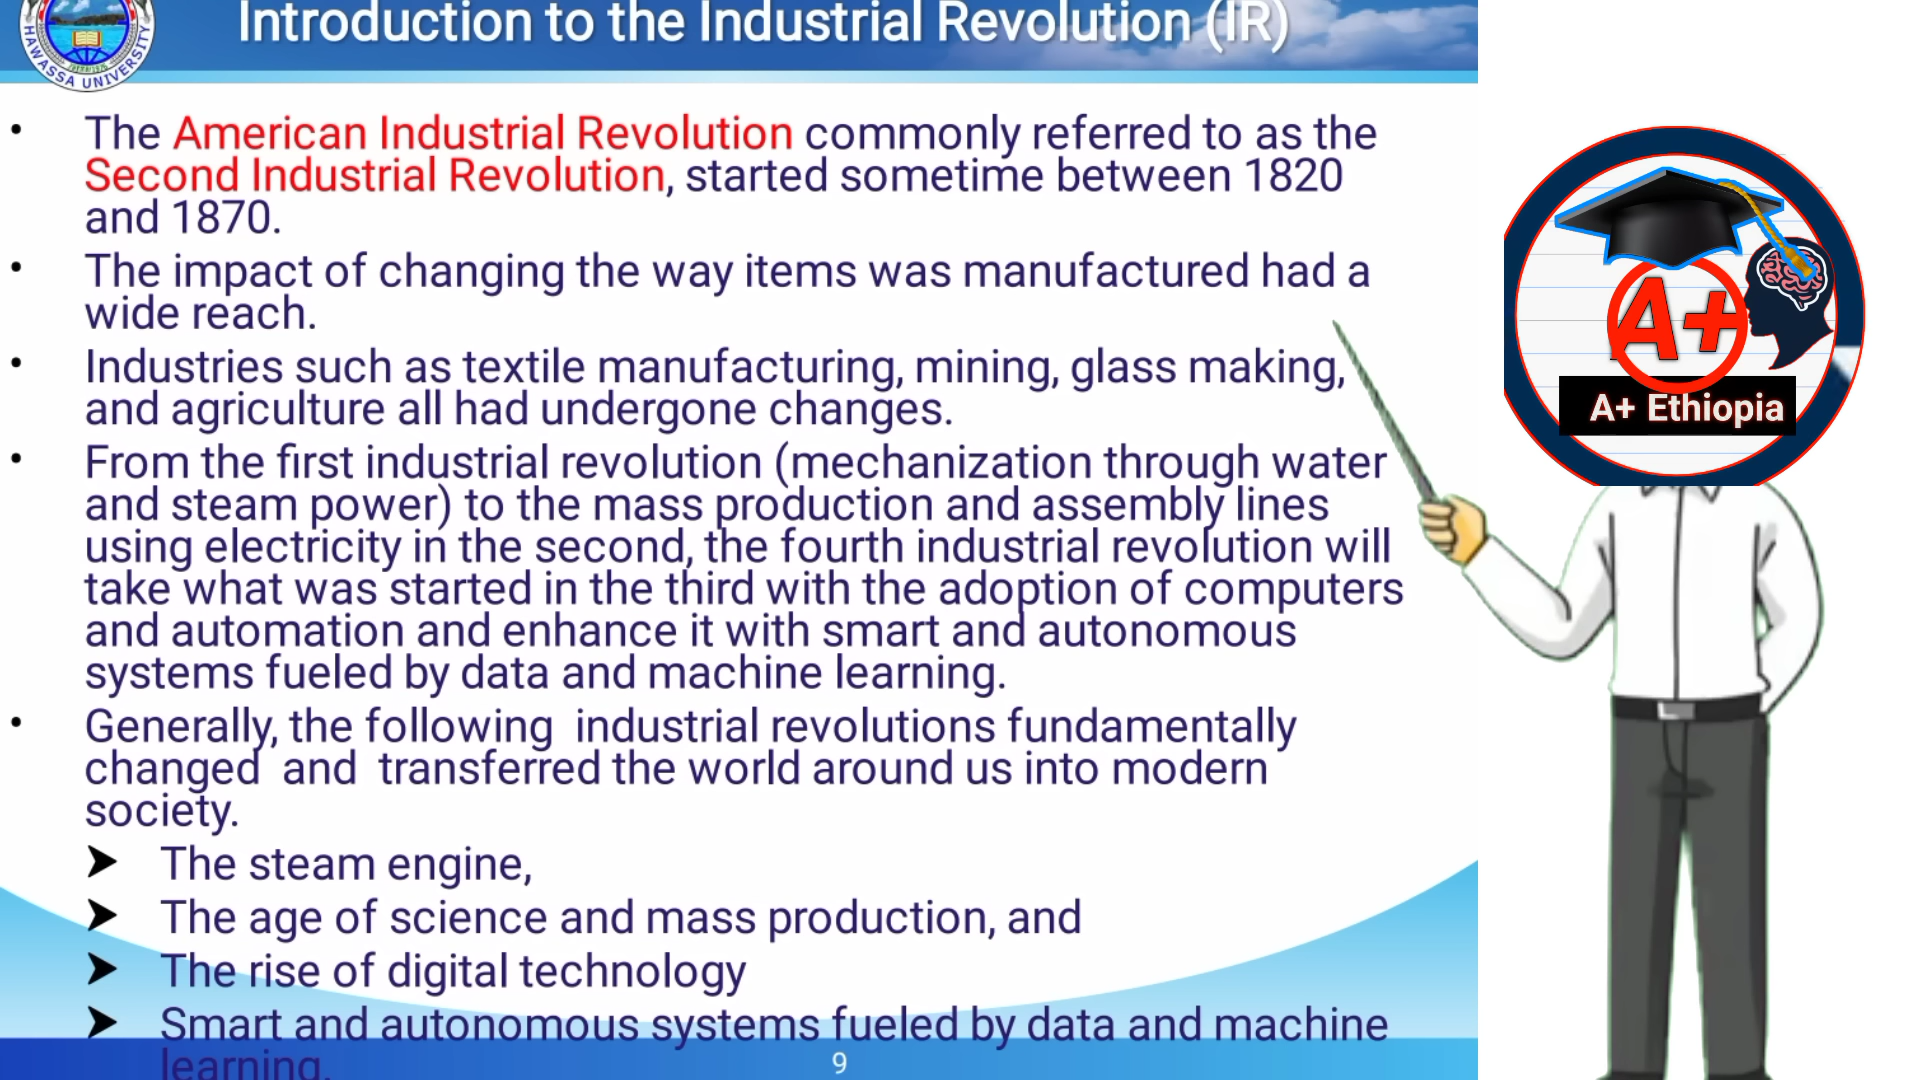 Introduction to the Industrial Revolution (IR)
HAWASSA UNIVERSITY
• The American Industrial Revolution commonly referred to as the
Second Industrial Revolution, started sometime between 1820
and 1870.
• The impact of changing the way items was manufactured had a
wide reach.
• Industries such as textile manufacturing, mining, glass making,
and agriculture all had undergone changes.
• From the first industrial revolution (mechanization through water
and steam power) to the mass production and assembly lines
using electricity in the second, the fourth industrial revolution will
take what was started in the third with the adoption of computers
and automation and enhance it with smart and autonomous
systems fueled by data and machine learning.
• Generally, the following industrial revolutions fundamentally
changed and transferred the world around us into modern
society.
➤ The steam engine,
➤ The age of science and mass production, and
➤ The rise of digital technology
➤ Smart and autonomous systems fueled by data and machine
learning.
9
A+
A+ Ethiopia